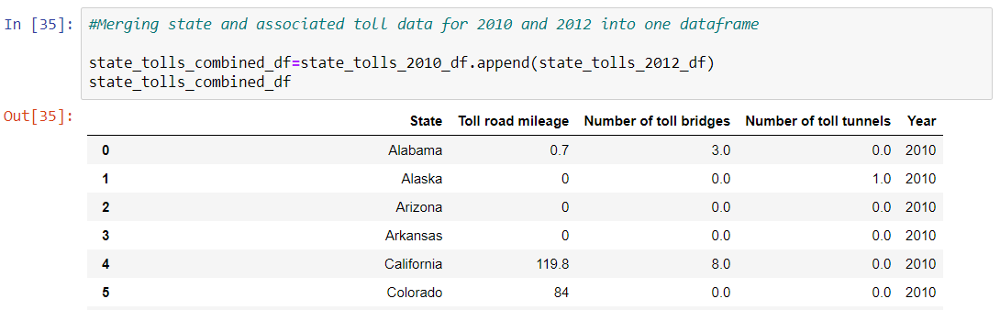 In [35]: #Merging state and associated toll data for 2010 and 2012 into one dataframe
state_tolls_combined_df=state_tolls_2010_df.append(state_tolls_2012_df)
state_tolls_combined_df
Out[35]:
State Toll road mileage Number of toll bridges Number of toll tunnels Year
0 Alabama 0.7 3.0 0.0 2010
1 Alaska 0 0.0 1.0 2010
2 Arizona 0 0.0 0.0 2010
3 Arkansas 0 0.0 0.0 2010
4 California 119.8 8.0 0.0 2010
5 Colorado 84 0.0 0.0 2010